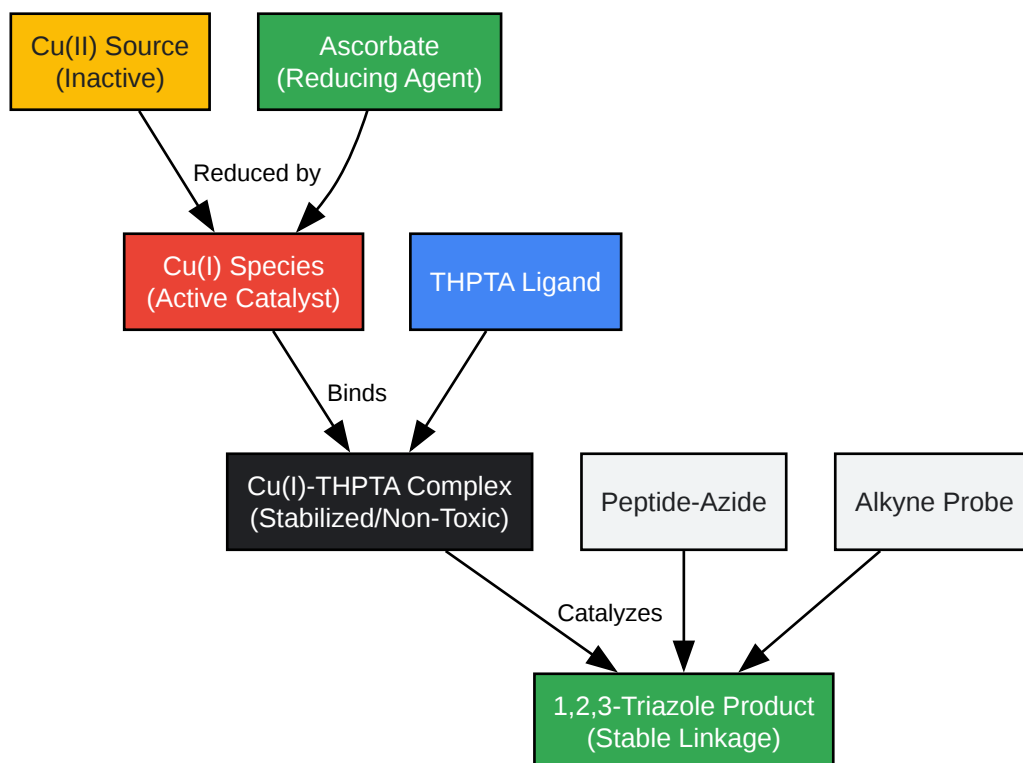 Cu(II) Source
(Inactive)
Ascorbate
(Reducing Agent)
Reduced by
Cu(I) Species
(Active Catalyst)
THPTA Ligand
Binds
Cu(I)-THPTA Complex
(Stabilized/Non-Toxic)
Peptide-Azide
Alkyne Probe
Catalyzes
1,2,3-Triazole Product
(Stable Linkage)